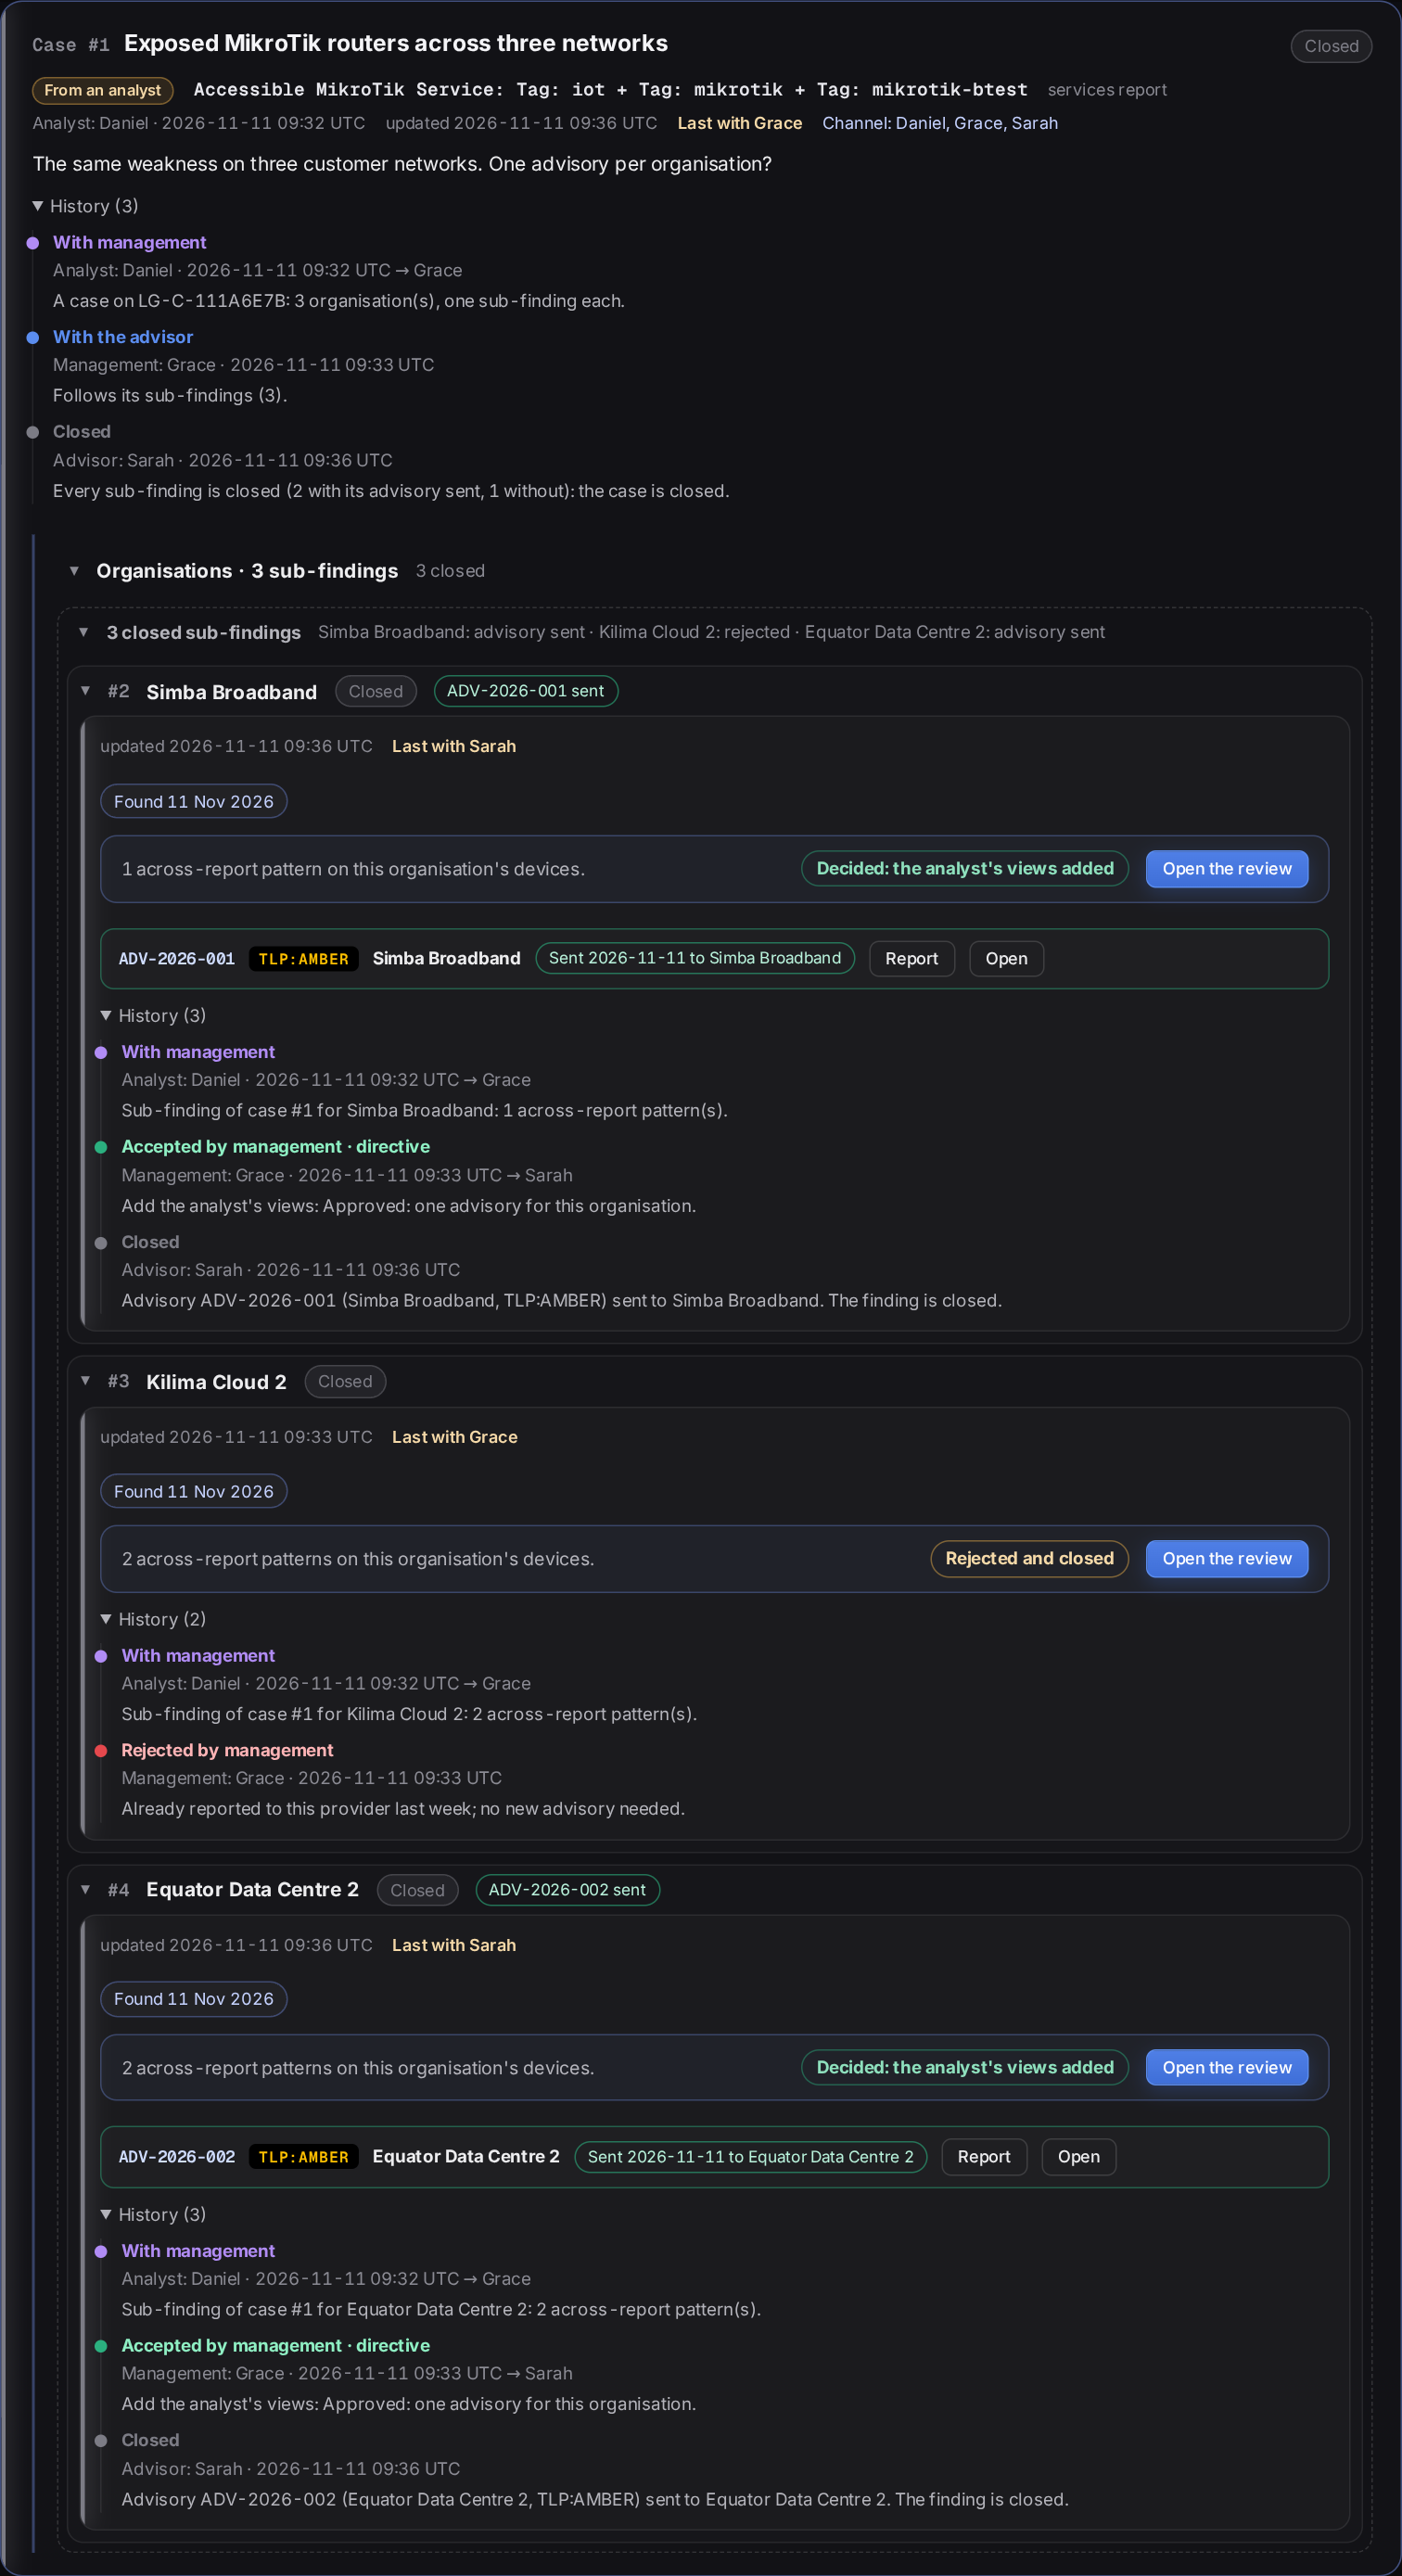 Case #1 Exposed MikroTik routers across three networks Closed
From an analyst Accessible MikroTik Service: Tag: iot + Tag: mikrotik + Tag: mikrotik-btest services report
Analyst: Daniel · 2026-11-11 09:32 UTC updated 2026-11-11 09:36 UTC Last with Grace Channel: Daniel, Grace, Sarah
The same weakness on three customer networks. One advisory per organisation?
▼ History (3)
With management
Analyst: Daniel · 2026-11-11 09:32 UTC → Grace
A case on LG-C-111A6E7B: 3 organisation(s), one sub-finding each.
With the advisor
Management: Grace · 2026-11-11 09:33 UTC
Follows its sub-findings (3).
Closed
Advisor: Sarah · 2026-11-11 09:36 UTC
Every sub-finding is closed (2 with its advisory sent, 1 without): the case is closed.
▼ Organisations · 3 sub-findings 3 closed
▼ 3 closed sub-findings Simba Broadband: advisory sent · Kilima Cloud 2: rejected · Equator Data Centre 2: advisory sent
▼ #2 Simba Broadband Closed ADV-2026-001 sent
updated 2026-11-11 09:36 UTC Last with Sarah
Found 11 Nov 2026
1 across-report pattern on this organisation's devices. Decided: the analyst's views added Open the review
ADV-2026-001 TLP:AMBER Simba Broadband Sent 2026-11-11 to Simba Broadband Report Open
▼ History (3)
With management
Analyst: Daniel · 2026-11-11 09:32 UTC → Grace
Sub-finding of case #1 for Simba Broadband: 1 across-report pattern(s).
Accepted by management · directive
Management: Grace · 2026-11-11 09:33 UTC → Sarah
Add the analyst's views: Approved: one advisory for this organisation.
Closed
Advisor: Sarah · 2026-11-11 09:36 UTC
Advisory ADV-2026-001 (Simba Broadband, TLP:AMBER) sent to Simba Broadband. The finding is closed.
▼ #3 Kilima Cloud 2 Closed
updated 2026-11-11 09:33 UTC Last with Grace
Found 11 Nov 2026
2 across-report patterns on this organisation's devices. Rejected and closed Open the review
▼ History (2)
With management
Analyst: Daniel · 2026-11-11 09:32 UTC → Grace
Sub-finding of case #1 for Kilima Cloud 2: 2 across-report pattern(s).
Rejected by management
Management: Grace · 2026-11-11 09:33 UTC
Already reported to this provider last week; no new advisory needed.
▼ #4 Equator Data Centre 2 Closed ADV-2026-002 sent
updated 2026-11-11 09:36 UTC Last with Sarah
Found 11 Nov 2026
2 across-report patterns on this organisation's devices. Decided: the analyst's views added Open the review
ADV-2026-002 TLP:AMBER Equator Data Centre 2 Sent 2026-11-11 to Equator Data Centre 2 Report Open
▼ History (3)
With management
Analyst: Daniel · 2026-11-11 09:32 UTC → Grace
Sub-finding of case #1 for Equator Data Centre 2: 2 across-report pattern(s).
Accepted by management · directive
Management: Grace · 2026-11-11 09:33 UTC → Sarah
Add the analyst's views: Approved: one advisory for this organisation.
Closed
Advisor: Sarah · 2026-11-11 09:36 UTC
Advisory ADV-2026-002 (Equator Data Centre 2, TLP:AMBER) sent to Equator Data Centre 2. The finding is closed.